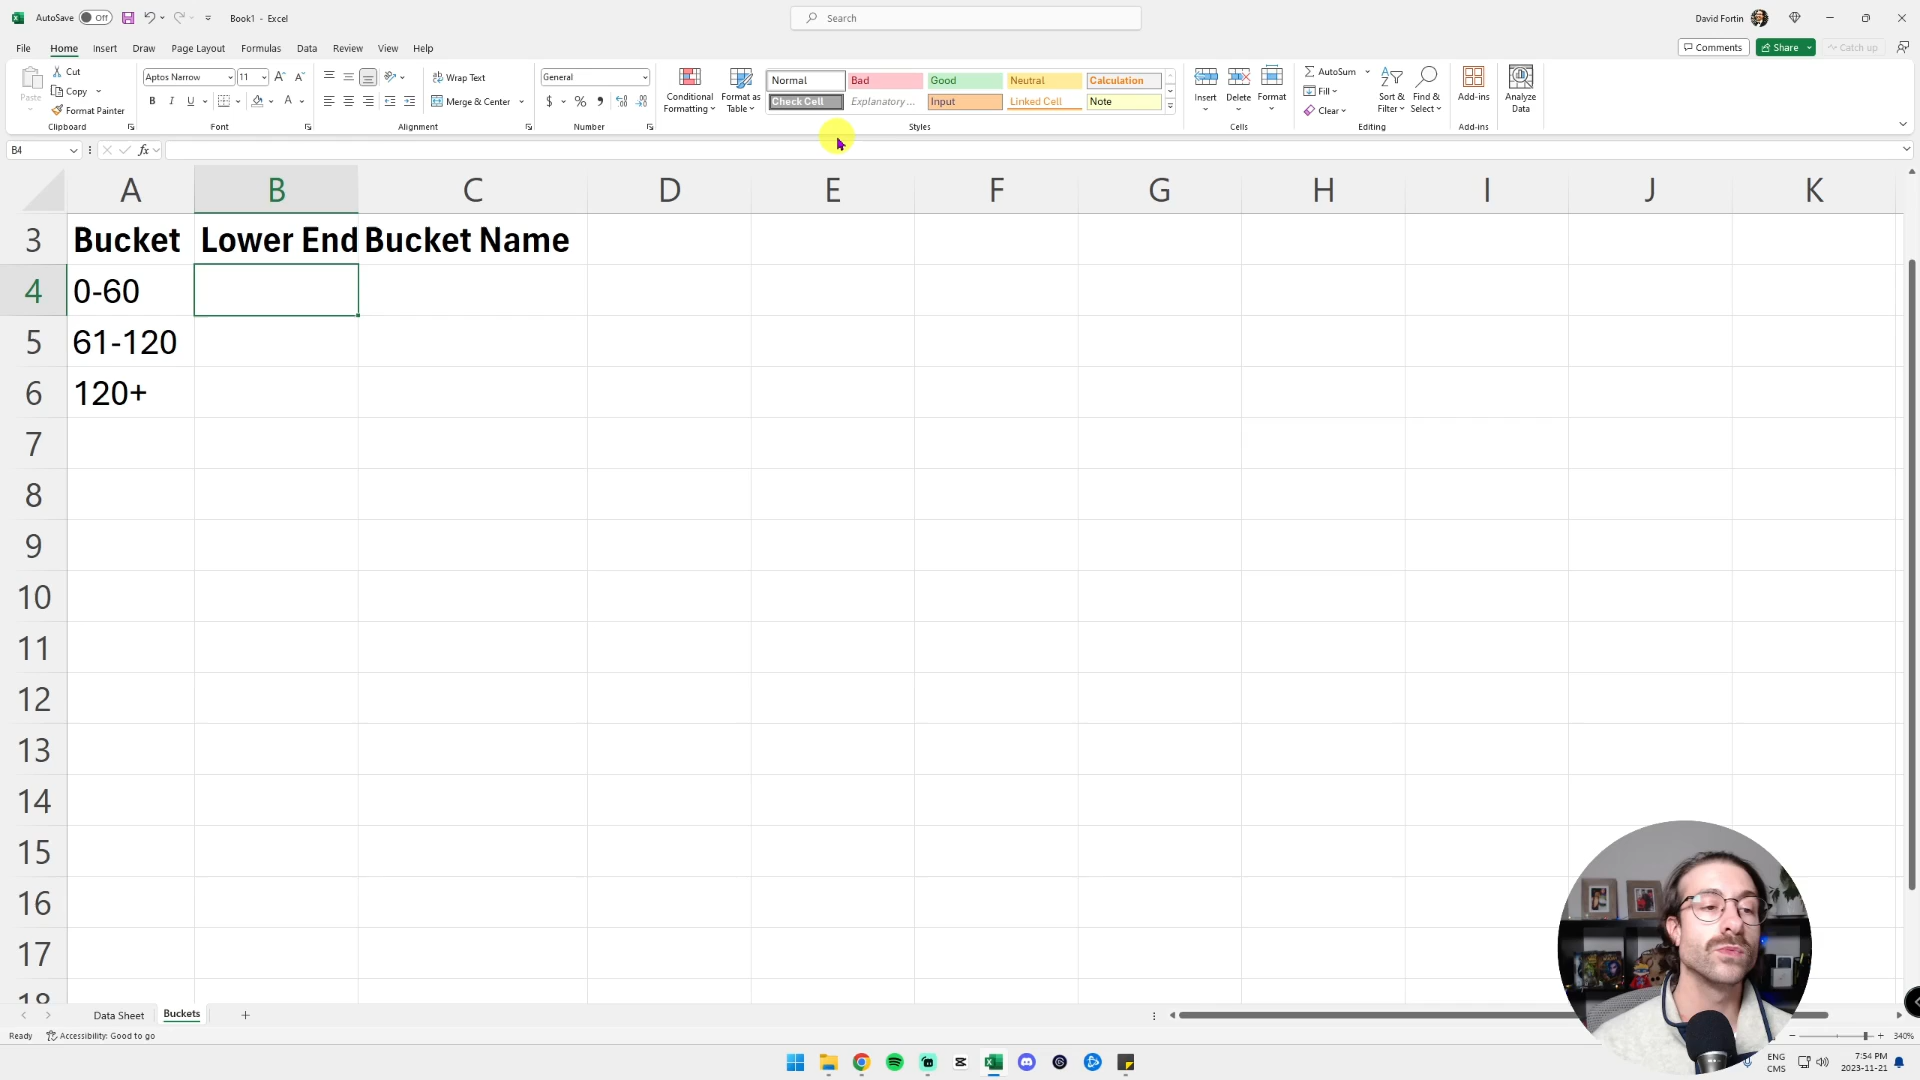 AutoSave Off Book1 - Excel Search David Fortin
File Home Insert Draw Page Layout Formulas Data Review View Help Comments Share Catch up
Paste Cut Copy Format Painter
Clipboard
Aptos Narrow 11
B I U
Font
Wrap Text
Merge & Center
Alignment
General
$ % 9
Number
Conditional Formatting
Format as Table
Normal Bad Good Neutral Calculation
Check Cell Explanatory ... Input Linked Cell Note
Styles
Insert Delete Format
Cells
AutoSum
Fill
Clear
Sort & Filter
Find & Select
Editing
Add-ins
Add-ins
Analyze Data
B4 fx
A B C D E F G H I J K
3 Bucket Lower End Bucket Name
4 0-60
5 61-120
6 120+
7
8
9
10
11
12
13
14
15
16
17
18
Data Sheet Buckets +
Ready Accessibility: Good to go 340%
ENG CMS 7:54 PM 2023-11-21